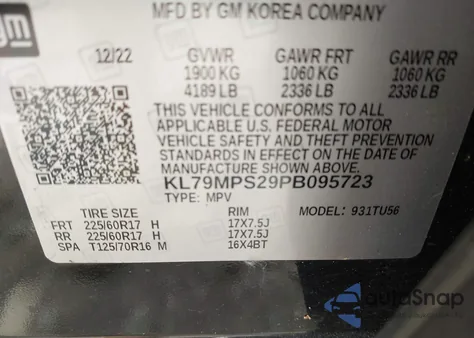 MFD BY GM KOREA COMPANY
gm
12/22 GVWR GAWR FRT GAWR RR
1900 KG 1060 KG 1060 KG
4189 LB 2336 LB 2336 LB
THIS VEHICLE CONFORMS TO ALL
APPLICABLE U.S. FEDERAL MOTOR
VEHICLE SAFETY AND THEFT
PREVENTION STANDARDS IN EFFECT
ON THE DATE OF
MANUFACTURE SHOWN ABOVE.
KL79MPS29PB095723
TYPE: MPV
TIRE SIZE RIM MODEL: 931TU56
FRT 225/60R17 H 17X7.5J
RR 225/60R17 H 17X7.5J
SPA T125/70R16 M 16X4BT
autoSnap